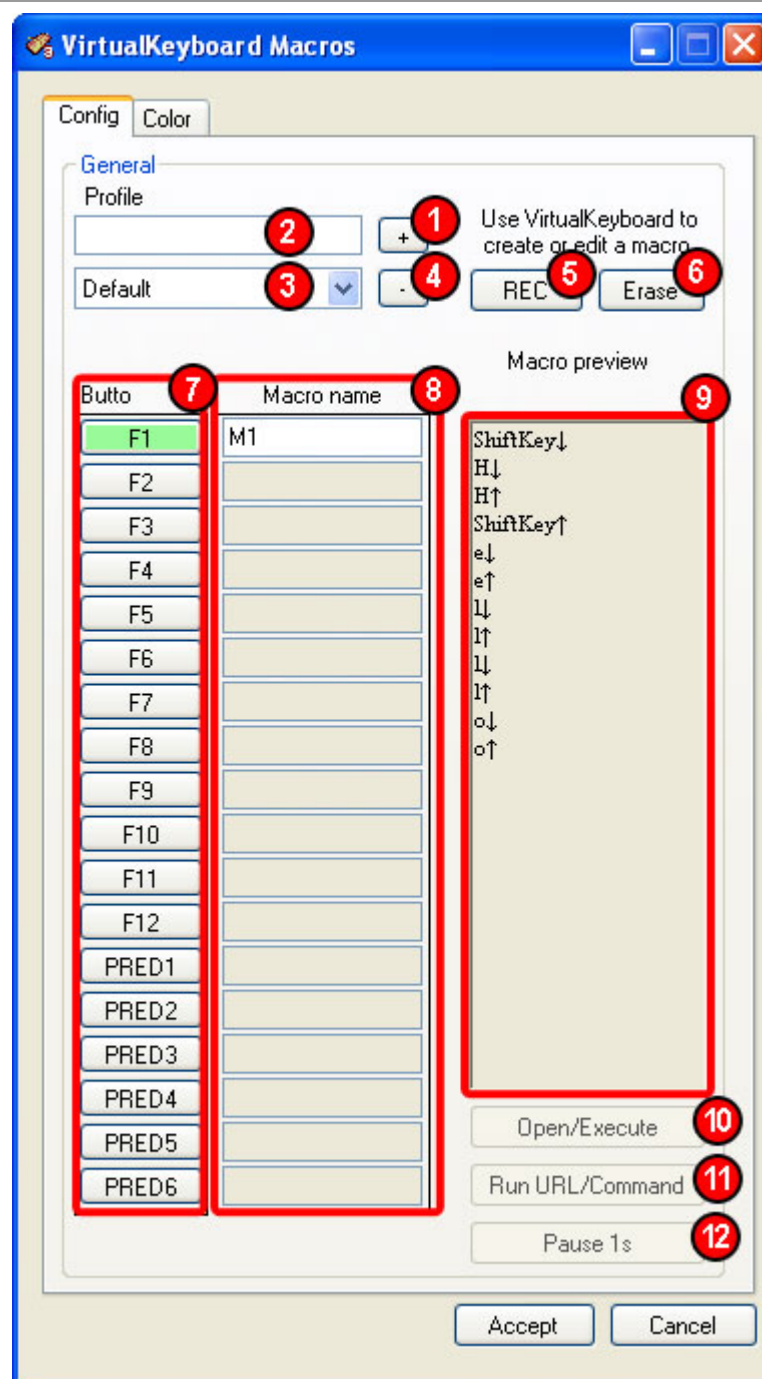 VirtualKeyboard Macros
Config Color
General
Profile
2
1
+
Use VirtualKeyboard to
create or edit a macro
Default
3
4
-
5
REC
6
Erase
Macro preview
Butto
7
Macro name
8
9
F1
M1
F2
F3
F4
F5
F6
F7
F8
F9
F10
F11
F12
PRED1
PRED2
PRED3
PRED4
PRED5
PRED6
ShiftKey↓
H↓
H↑
ShiftKey↑
e↓
e↑
l↓
l↑
l↓
l↑
o↓
o↑
Open/Execute
10
Run URL/Command
11
Pause 1s
12
Accept
Cancel